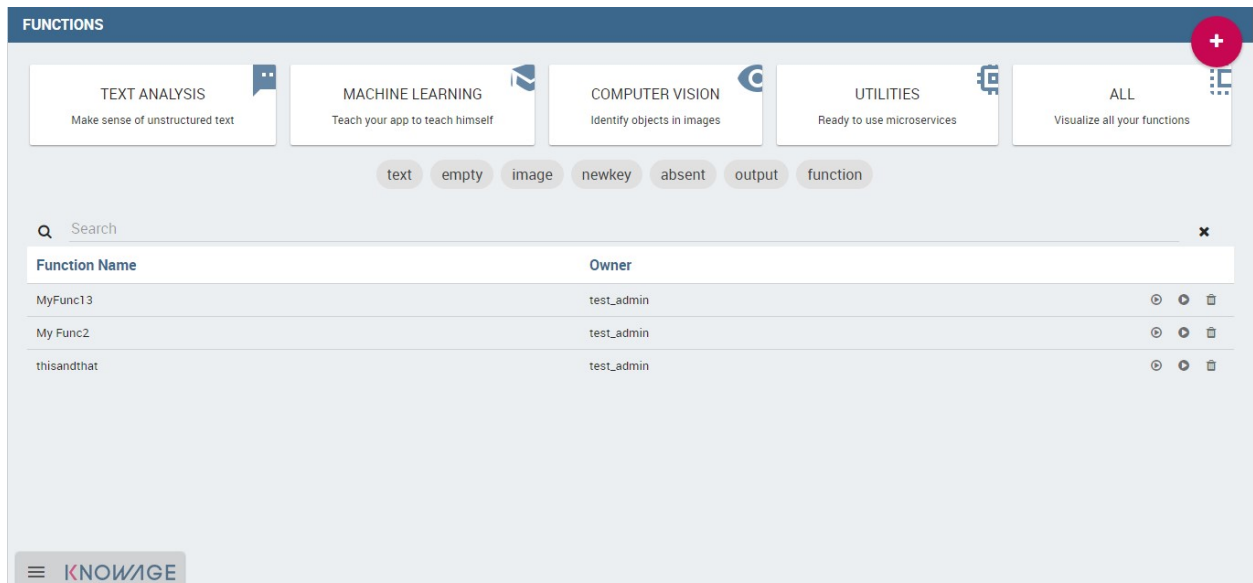 FUNCTIONS
TEXT ANALYSIS
Make sense of unstructured text
MACHINE LEARNING
Teach your app to teach himself
COMPUTER VISION
Identify objects in images
UTILITIES
Ready to use microservices
ALL
Visualize all your functions
text empty image newkey absent output function
Search
Function Name Owner
MyFunc13 test_admin
My Func2 test_admin
thisandthat test_admin
KNOWAGE